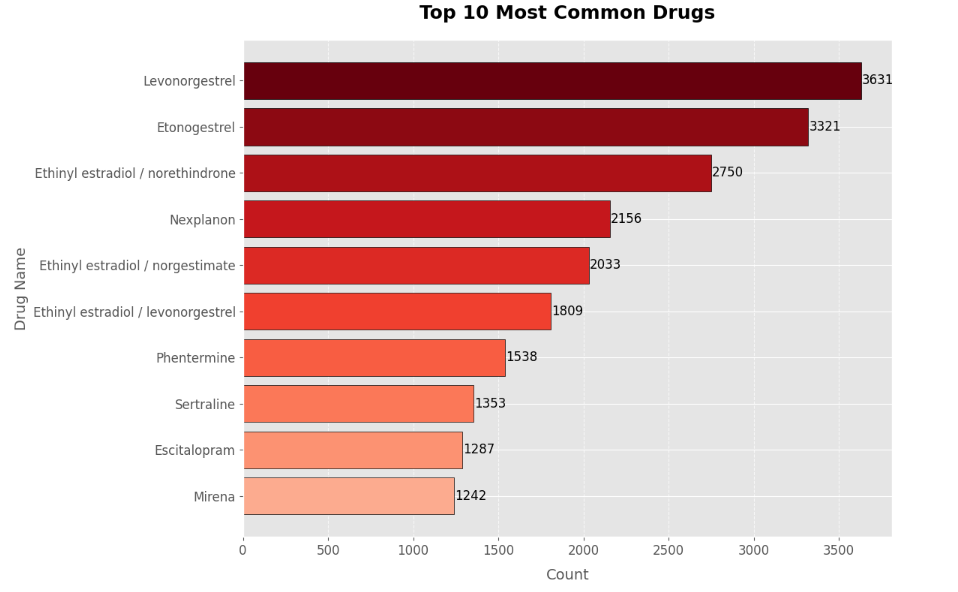 Top 10 Most Common Drugs
Levonorgestrel 3631
Etonogestrel 3321
Ethinyl estradiol / norethindrone 2750
Nexplanon 2156
Ethinyl estradiol / norgestimate 2033
Ethinyl estradiol / levonorgestrel 1809
Phentermine 1538
Sertraline 1353
Escitalopram 1287
Mirena 1242
Drug Name
0 500 1000 1500 2000 2500 3000 3500
Count